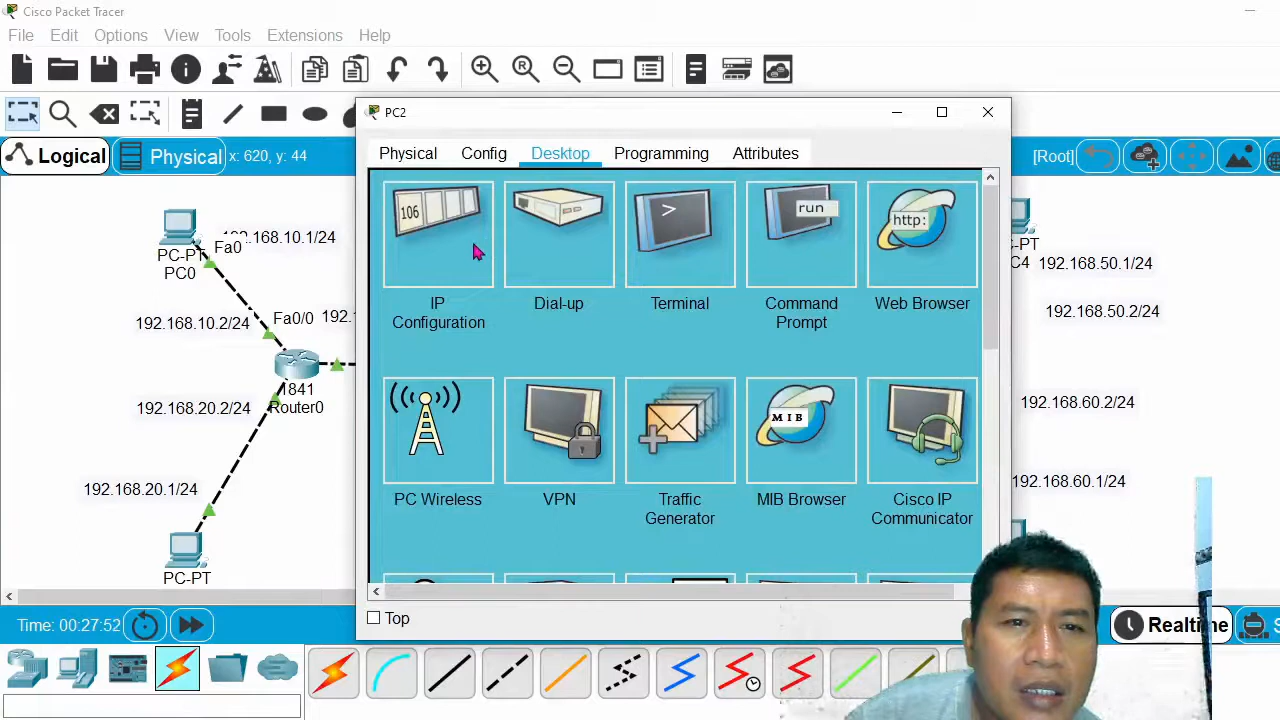 Cisco Packet Tracer
File Edit Options View Tools Extensions Help
PC2
Logical
Physical
x: 620, y: 44
[Root]
Physical Config Desktop Programming Attributes
106
>
run
http:
IP
Configuration
Dial-up
Terminal
Command
Prompt
Web Browser
MIB
PC Wireless
VPN
Traffic
Generator
MIB Browser
Cisco IP
Communicator
Top
PC-PT
PC0
Fa0
.168.10.1/24
192.168.10.2/24
Fa0/0
192.
1841
Router0
192.168.20.2/24
192.168.20.1/24
PC-PT
-PT
C4
192.168.50.1/24
192.168.50.2/24
192.168.60.2/24
192.168.60.1/24
Time: 00:27:52
Realtime
S